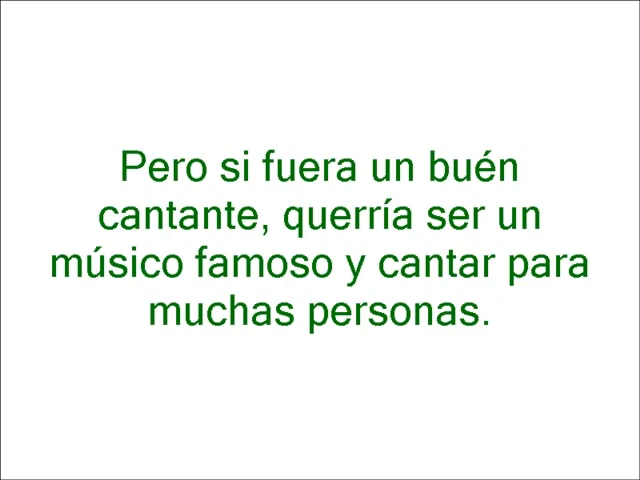 Pero si fuera un buén
cantante, querría ser un
músico famoso y cantar para
muchas personas.